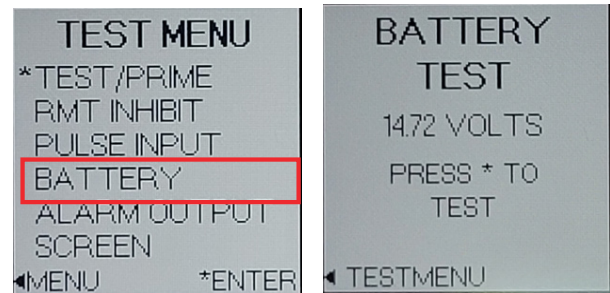 TEST MENU
*TEST/PRIME
RMT INHIBIT
PULSE INPUT
BATTERY
ALARM OUTPUT
SCREEN
◀MENU *ENTER
BATTERY
TEST
14.72 VOLTS
PRESS * TO
TEST
◀ TESTMENU